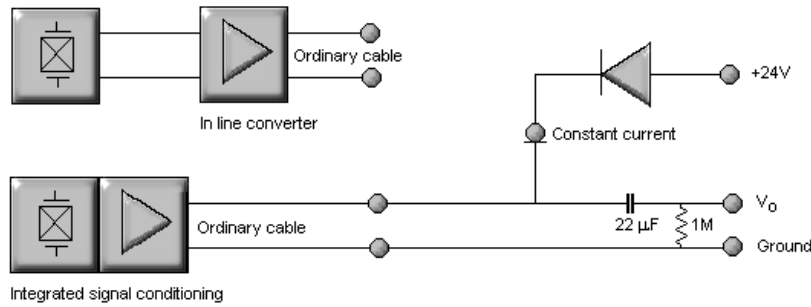 Ordinary cable
In line converter
+24V
Constant current
Ordinary cable
22 µF
1M
Vo
Ground
Integrated signal conditioning